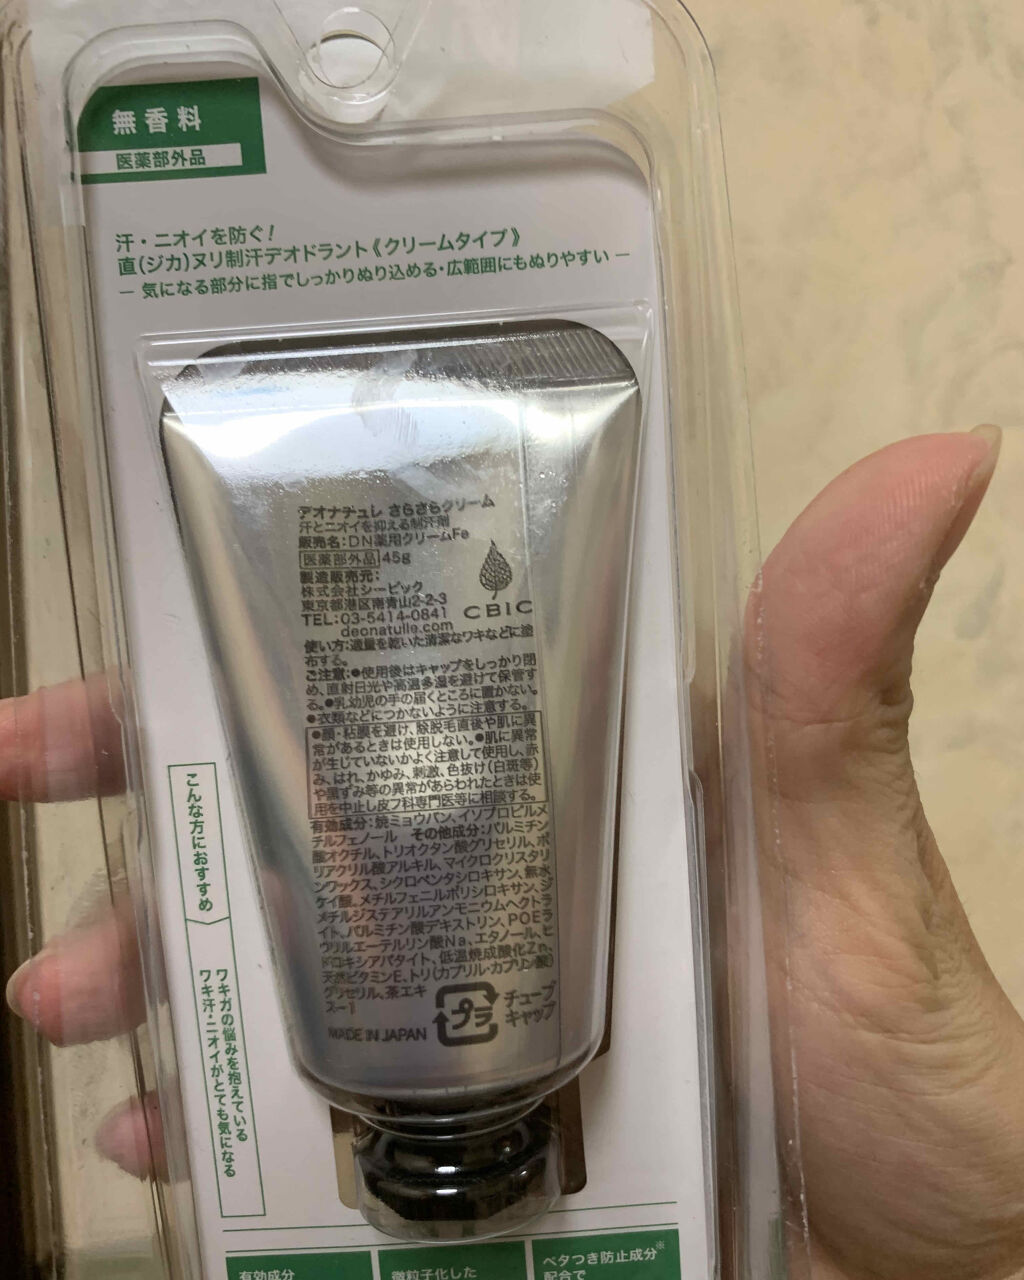 無香料
医薬部外品
汗・ニオイを防ぐ!
直(ジカ)ヌリ制汗デオドラント《クリームタイプ》
― 気になる部分に指でしっかりぬり込める・広範囲にもぬりやすい ―
デオナチュレ さらさらクリーム
汗とニオイを抑える制汗剤
販売名:DN薬用クリームFe
医薬部外品 45g
製造販売元:
株式会社シービック
東京都港区南青山2-2-3
TEL:03-5414-0841
deonatulle.com
CBIC
使い方:適量を乾いた清潔なワキなどに塗
布する。
ご注意:●使用後はキャップをしっかり閉
め、直射日光や高温多湿を避けて保管す
る。●乳幼児の手の届くところに置かない。
●衣類などにつかないように注意する。
●顔・粘膜を避け、除脱毛直後や肌に異
常があるときは使用しない。●肌に異常
が生じていないかよく注意して使用し、赤
み、はれ、かゆみ、刺激、色抜け(白斑等)
や黒ずみ等の異常があらわれたときは使
用を中止し皮フ科専門医等に相談する。
有効成分:焼ミョウバン、イソプロピルメ
チルフェノール その他成分:パルミチン
酸オクチル、トリオクタン酸グリセリル、ポ
リアクリル酸アルキル、マイクロクリスタリ
ンワックス、シクロペンタシロキサン、無水
ケイ酸、メチルフェニルポリシロキサン、ジ
メチルジステアリルアンモニウムヘクトラ
イト、パルミチン酸デキストリン、POEラ
ウリルエーテルリン酸Na、エタノール、ヒ
ドロキシアパタイト、低温焼成酸化Zn、
天然ビタミンE、トリ(カプリル・カプリン酸)
グリセリル、茶エキ
ス-1
プラ
チューブ
キャップ
MADE IN JAPAN
こんな方におすすめ
ワキガの悩みを抱えている
ワキ汗・ニオイがとても気になる
有効成分
微粒子化した
ベタつき防止成分※
配合で